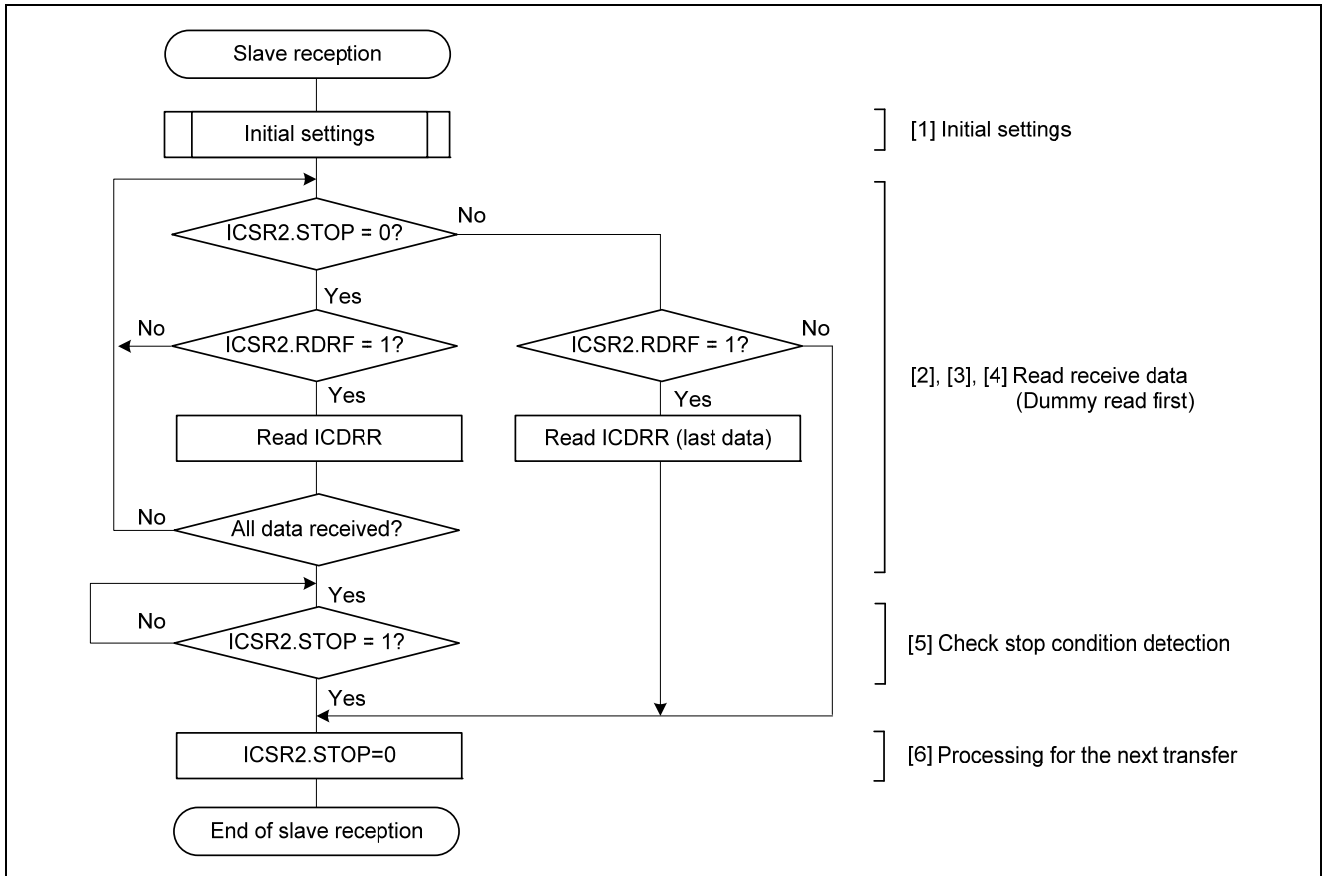 Slave reception
Initial settings
[1] Initial settings
ICSR2.STOP = 0?
No
Yes
ICSR2.RDRF = 1?
No
Yes
ICSR2.RDRF = 1?
No
Yes
[2], [3], [4] Read receive data
(Dummy read first)
Read ICDRR
Read ICDRR (last data)
All data received?
No
Yes
ICSR2.STOP = 1?
No
Yes
[5] Check stop condition detection
ICSR2.STOP=0
[6] Processing for the next transfer
End of slave reception